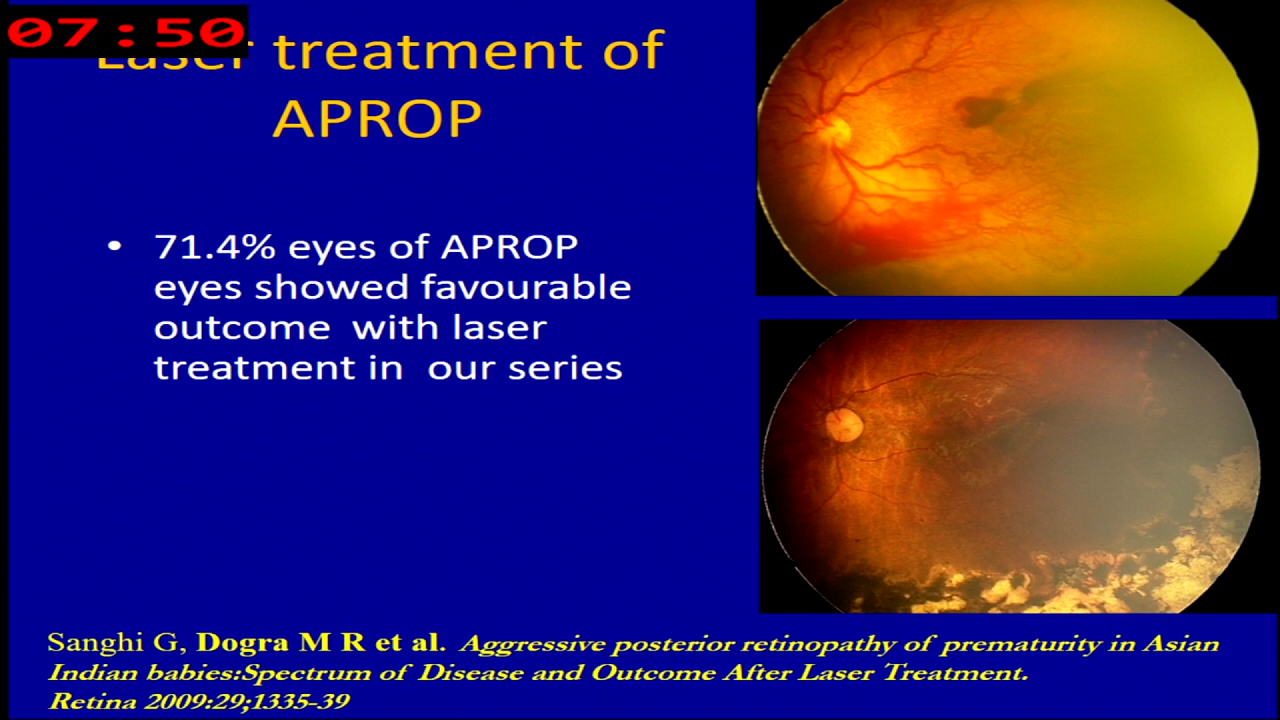 07:50
Laser treatment of
APROP
• 71.4% eyes of APROP
eyes showed favourable
outcome with laser
treatment in our series
Sanghi G, Dogra M R et al. Aggressive posterior retinopathy of prematurity in Asian
Indian babies:Spectrum of Disease and Outcome After Laser Treatment.
Retina 2009:29;1335-39